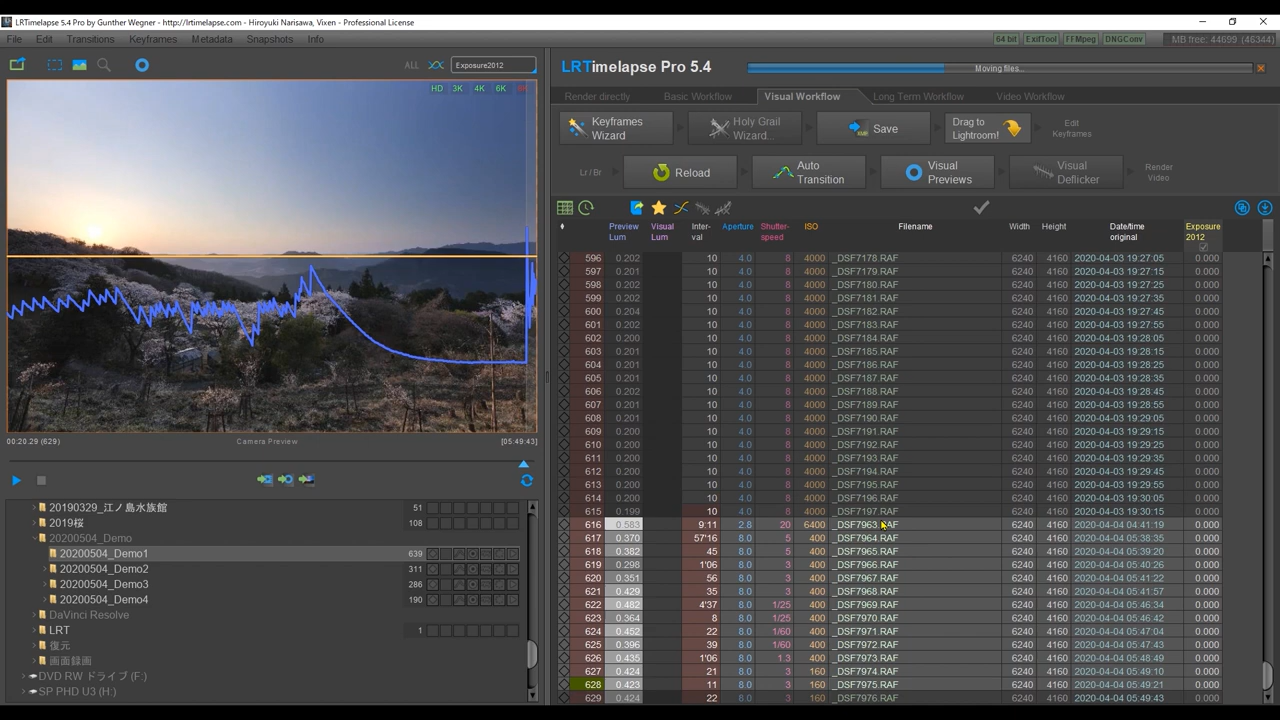 LRTimelapse 5.4 Pro by Gunther Wegner - http://lrtimelapse.com - Hiroyuki Narisawa, Vixen - Professional License
File Edit Transitions Keyframes Metadata Snapshots Info
64 bit ExifTool FFMpeg DNGConv MB free: 44699 (46344)
ALL Exposure2012
HD 3K 4K 6K
00:20.29 (629) Camera Preview [05:49:43]
20190329_江ノ島水族館 51
2019桜 108
20200504_Demo
20200504_Demo1 639
20200504_Demo2 311
20200504_Demo3 286
20200504_Demo4 190
DaVinci Resolve
LRT 1
復元
画面録画
DVD RW ドライブ (F:)
SP PHD U3 (H:)
LRTimelapse Pro 5.4
Moving files...
Render directly Basic Workflow Visual Workflow Long Term Workflow Video Workflow
Keyframes Wizard
Holy Grail Wizard...
Save
Drag to Lightroom!
Edit Keyframes
Lr / Br
Reload
Auto Transition
Visual Previews
Visual Deflicker
Render Video
Preview Lum Visual Lum Inter-val Aperture Shutter-speed ISO Filename Width Height Date/time original Exposure 2012
596 0.202 10 4.0 8 4000 _DSF7178.RAF 6240 4160 2020-04-03 19:27:05 0.000
597 0.201 10 4.0 8 4000 _DSF7179.RAF 6240 4160 2020-04-03 19:27:15 0.000
598 0.202 10 4.0 8 4000 _DSF7180.RAF 6240 4160 2020-04-03 19:27:25 0.000
599 0.202 10 4.0 8 4000 _DSF7181.RAF 6240 4160 2020-04-03 19:27:35 0.000
600 0.204 10 4.0 8 4000 _DSF7182.RAF 6240 4160 2020-04-03 19:27:45 0.000
601 0.202 10 4.0 8 4000 _DSF7183.RAF 6240 4160 2020-04-03 19:27:55 0.000
602 0.202 10 4.0 8 4000 _DSF7184.RAF 6240 4160 2020-04-03 19:28:05 0.000
603 0.201 10 4.0 8 4000 _DSF7185.RAF 6240 4160 2020-04-03 19:28:15 0.000
604 0.202 10 4.0 8 4000 _DSF7186.RAF 6240 4160 2020-04-03 19:28:25 0.000
605 0.202 10 4.0 8 4000 _DSF7187.RAF 6240 4160 2020-04-03 19:28:35 0.000
606 0.202 10 4.0 8 4000 _DSF7188.RAF 6240 4160 2020-04-03 19:28:45 0.000
607 0.201 10 4.0 8 4000 _DSF7189.RAF 6240 4160 2020-04-03 19:28:55 0.000
608 0.200 10 4.0 8 4000 _DSF7190.RAF 6240 4160 2020-04-03 19:29:05 0.000
609 0.200 10 4.0 8 4000 _DSF7191.RAF 6240 4160 2020-04-03 19:29:15 0.000
610 0.200 10 4.0 8 4000 _DSF7192.RAF 6240 4160 2020-04-03 19:29:25 0.000
611 0.200 10 4.0 8 4000 _DSF7193.RAF 6240 4160 2020-04-03 19:29:35 0.000
612 0.200 10 4.0 8 4000 _DSF7194.RAF 6240 4160 2020-04-03 19:29:45 0.000
613 0.200 10 4.0 8 4000 _DSF7195.RAF 6240 4160 2020-04-03 19:29:55 0.000
614 0.200 10 4.0 8 4000 _DSF7196.RAF 6240 4160 2020-04-03 19:30:05 0.000
615 0.199 10 4.0 8 4000 _DSF7197.RAF 6240 4160 2020-04-03 19:30:15 0.000
616 0.583 9:11 2.8 20 6400 _DSF7963.RAF 6240 4160 2020-04-04 04:41:19 0.000
617 0.370 57'16 8.0 5 400 _DSF7964.RAF 6240 4160 2020-04-04 05:38:35 0.000
618 0.382 45 8.0 5 400 _DSF7965.RAF 6240 4160 2020-04-04 05:39:20 0.000
619 0.298 1'06 8.0 3 400 _DSF7966.RAF 6240 4160 2020-04-04 05:40:26 0.000
620 0.351 56 8.0 3 400 _DSF7967.RAF 6240 4160 2020-04-04 05:41:22 0.000
621 0.429 35 8.0 3 400 _DSF7968.RAF 6240 4160 2020-04-04 05:41:57 0.000
622 0.482 4'37 8.0 1/25 400 _DSF7969.RAF 6240 4160 2020-04-04 05:46:34 0.000
623 0.364 8 8.0 1/25 400 _DSF7970.RAF 6240 4160 2020-04-04 05:46:42 0.000
624 0.452 22 8.0 1/60 400 _DSF7971.RAF 6240 4160 2020-04-04 05:47:04 0.000
625 0.396 39 8.0 1/60 400 _DSF7972.RAF 6240 4160 2020-04-04 05:47:43 0.000
626 0.435 1'06 8.0 1.3 400 _DSF7973.RAF 6240 4160 2020-04-04 05:48:49 0.000
627 0.424 21 8.0 3 160 _DSF7974.RAF 6240 4160 2020-04-04 05:49:10 0.000
628 0.423 11 8.0 3 160 _DSF7975.RAF 6240 4160 2020-04-04 05:49:21 0.000
629 0.424 22 8.0 3 160 _DSF7976.RAF 6240 4160 2020-04-04 05:49:43 0.000